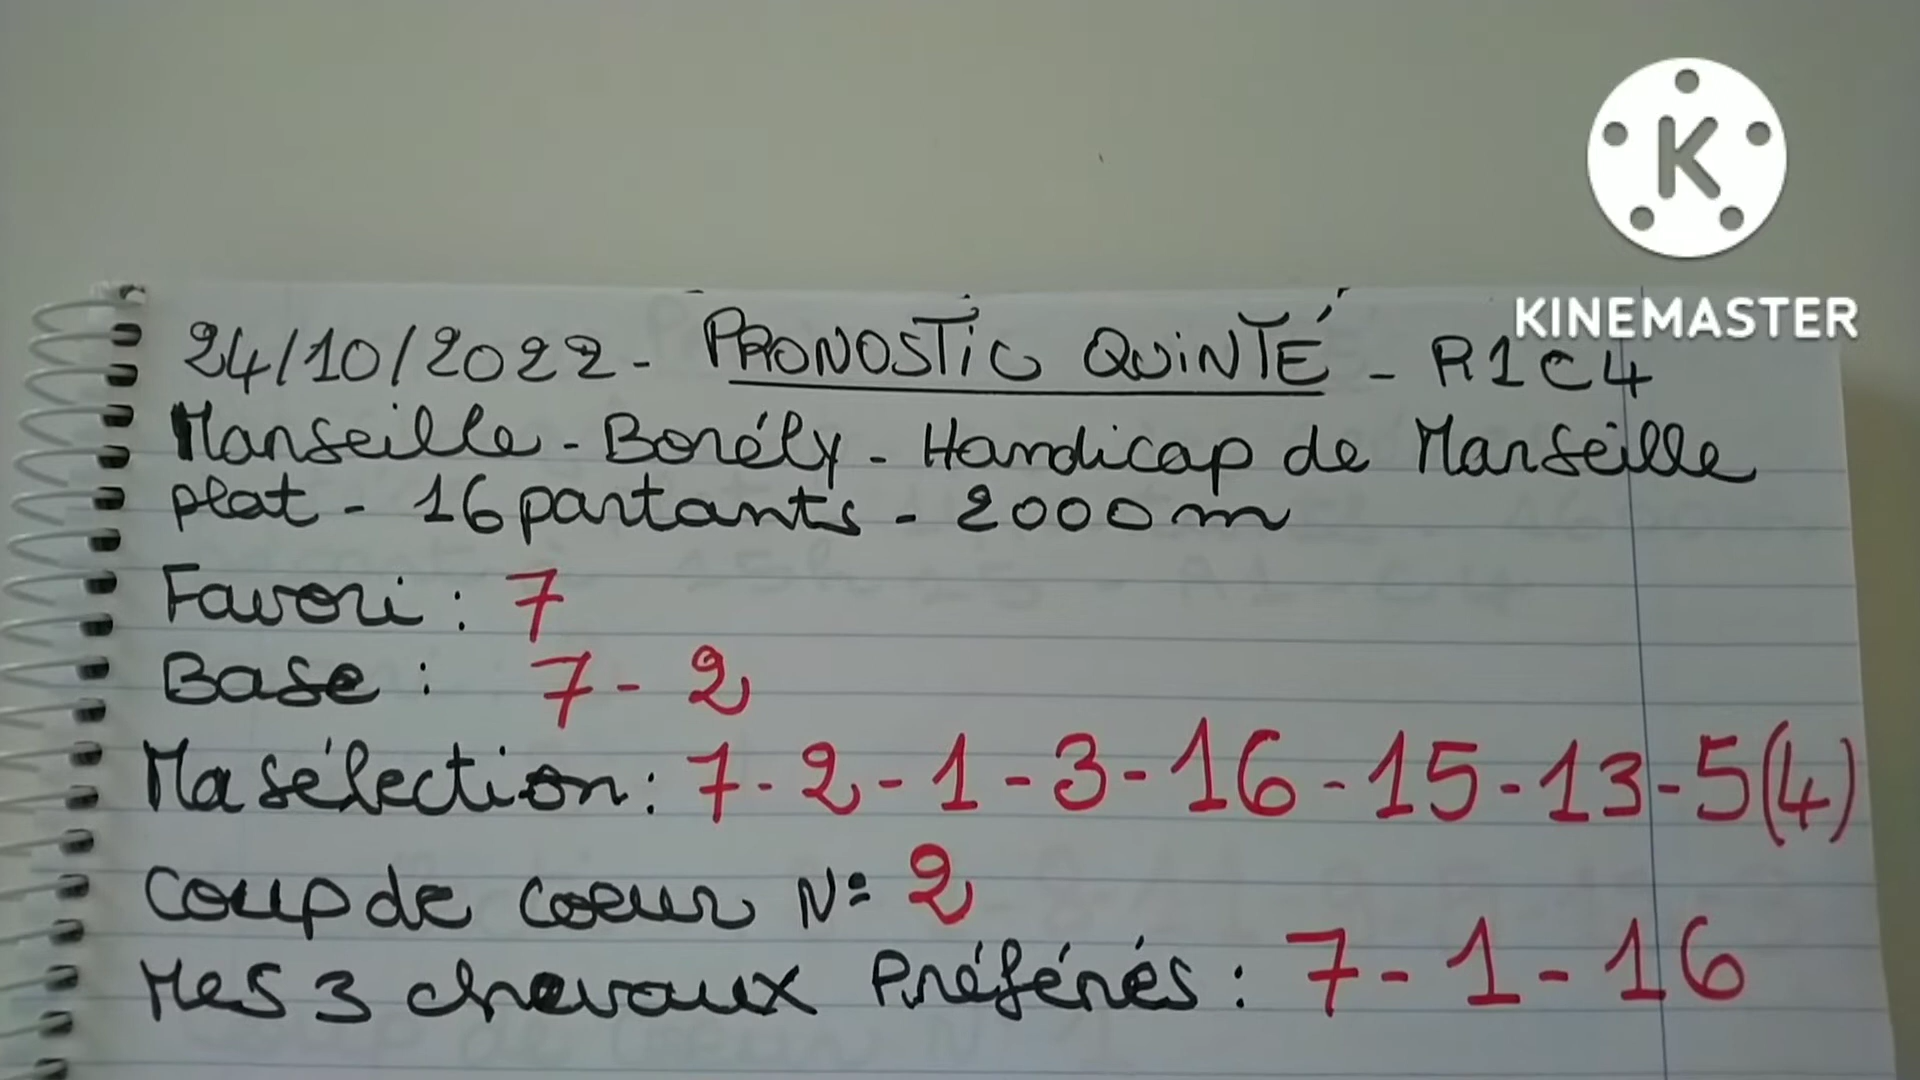 K
KINEMASTER
24/10/2022 - PRONOSTIC QUINTÉ - R1C4
Marseille - Borély - Handicap de Marseille
plat - 16 partants - 2000m
Favori : 7
Base : 7 - 2
Ma sélection : 7 - 2 - 1 - 3 - 16 - 15 - 13 - 5 (4)
Coup de coeur N= 2
Mes 3 chevaux Préférés : 7 - 1 - 16